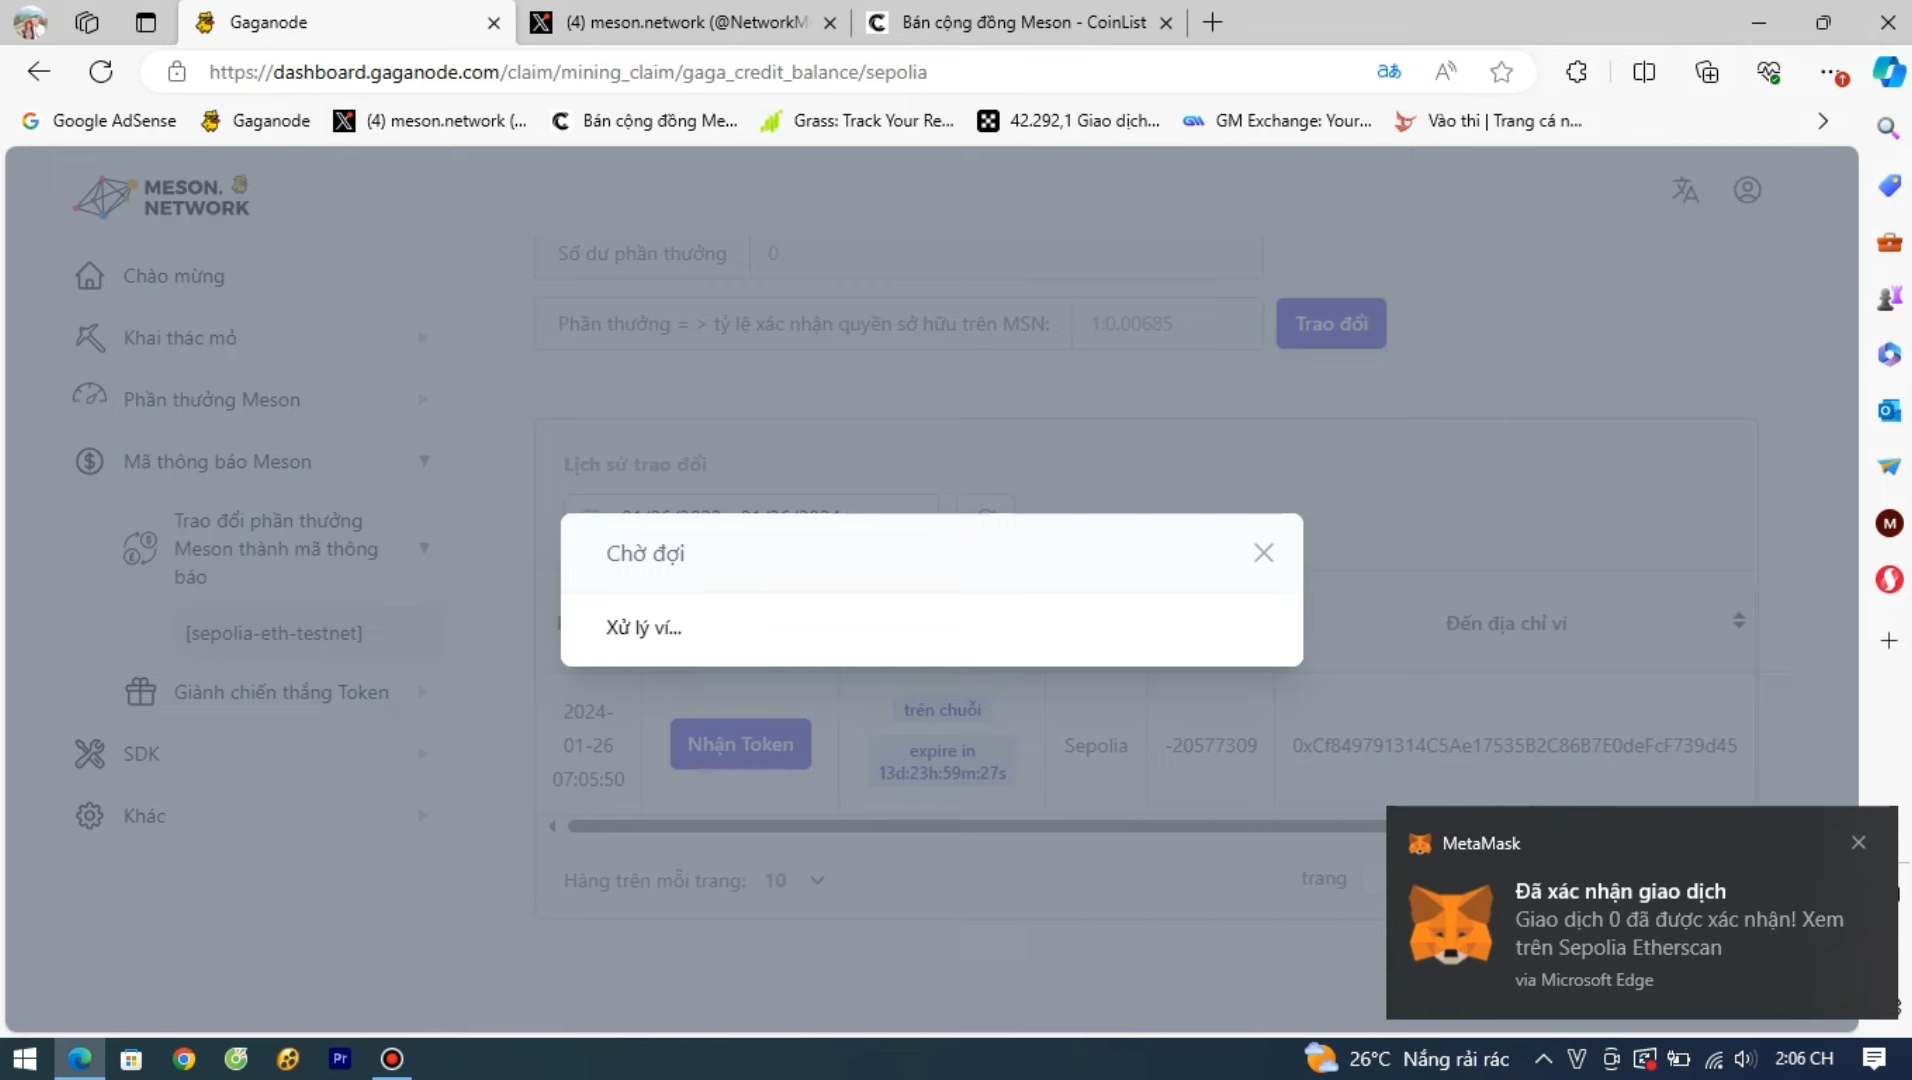 Gaganode
(4) meson.network (@NetworkM
Bán cộng đồng Meson - CoinList
https://dashboard.gaganode.com/claim/mining_claim/gaga_credit_balance/sepolia
Google AdSense
Gaganode
(4) meson.network (...
Bán cộng đồng Me...
Grass: Track Your Re...
42.292,1 Giao dịch...
GM Exchange: Your...
Vào thi | Trang cá n...
MESON.
NETWORK
Chào mừng
Khai thác mỏ
Phần thưởng Meson
Mã thông báo Meson
Trao đổi phần thưởng
Meson thành mã thông
báo
[sepolia-eth-testnet]
Giành chiến thắng Token
SDK
Khác
Số dư phần thưởng
0
Phần thưởng = > tỷ lệ xác nhận quyền sở hữu trên MSN:
1:0.00685
Trao đổi
Lịch sử trao đổi
Chờ đợi
Xử lý ví...
Đến địa chỉ ví
2024-
01-26
07:05:50
Nhận Token
trên chuỗi
expire in
13d:23h:59m:27s
Sepolia
-20577309
0xCf849791314C5Ae17535B2C86B7E0deFcF739d45
Hàng trên mỗi trang:
10
trang
MetaMask
Đã xác nhận giao dịch
Giao dịch 0 đã được xác nhận! Xem
trên Sepolia Etherscan
via Microsoft Edge
M
Pr
26°C
Nắng rải rác
2:06 CH